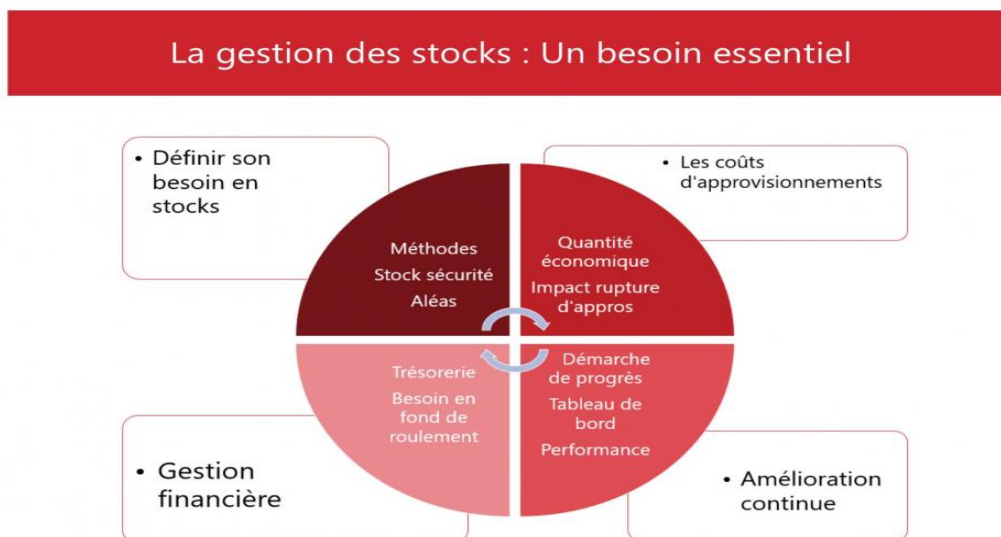 La gestion des stocks : Un besoin essentiel
• Définir son
besoin en
stocks
• Les coûts
d'approvisionnements
Méthodes
Stock sécurité
Aléas
Quantité
économique
Impact rupture
d'appros
Trésorerie
Besoin en
fond de
roulement
Démarche
de progrès
Tableau de
bord
Performance
• Gestion
financière
• Amélioration
continue